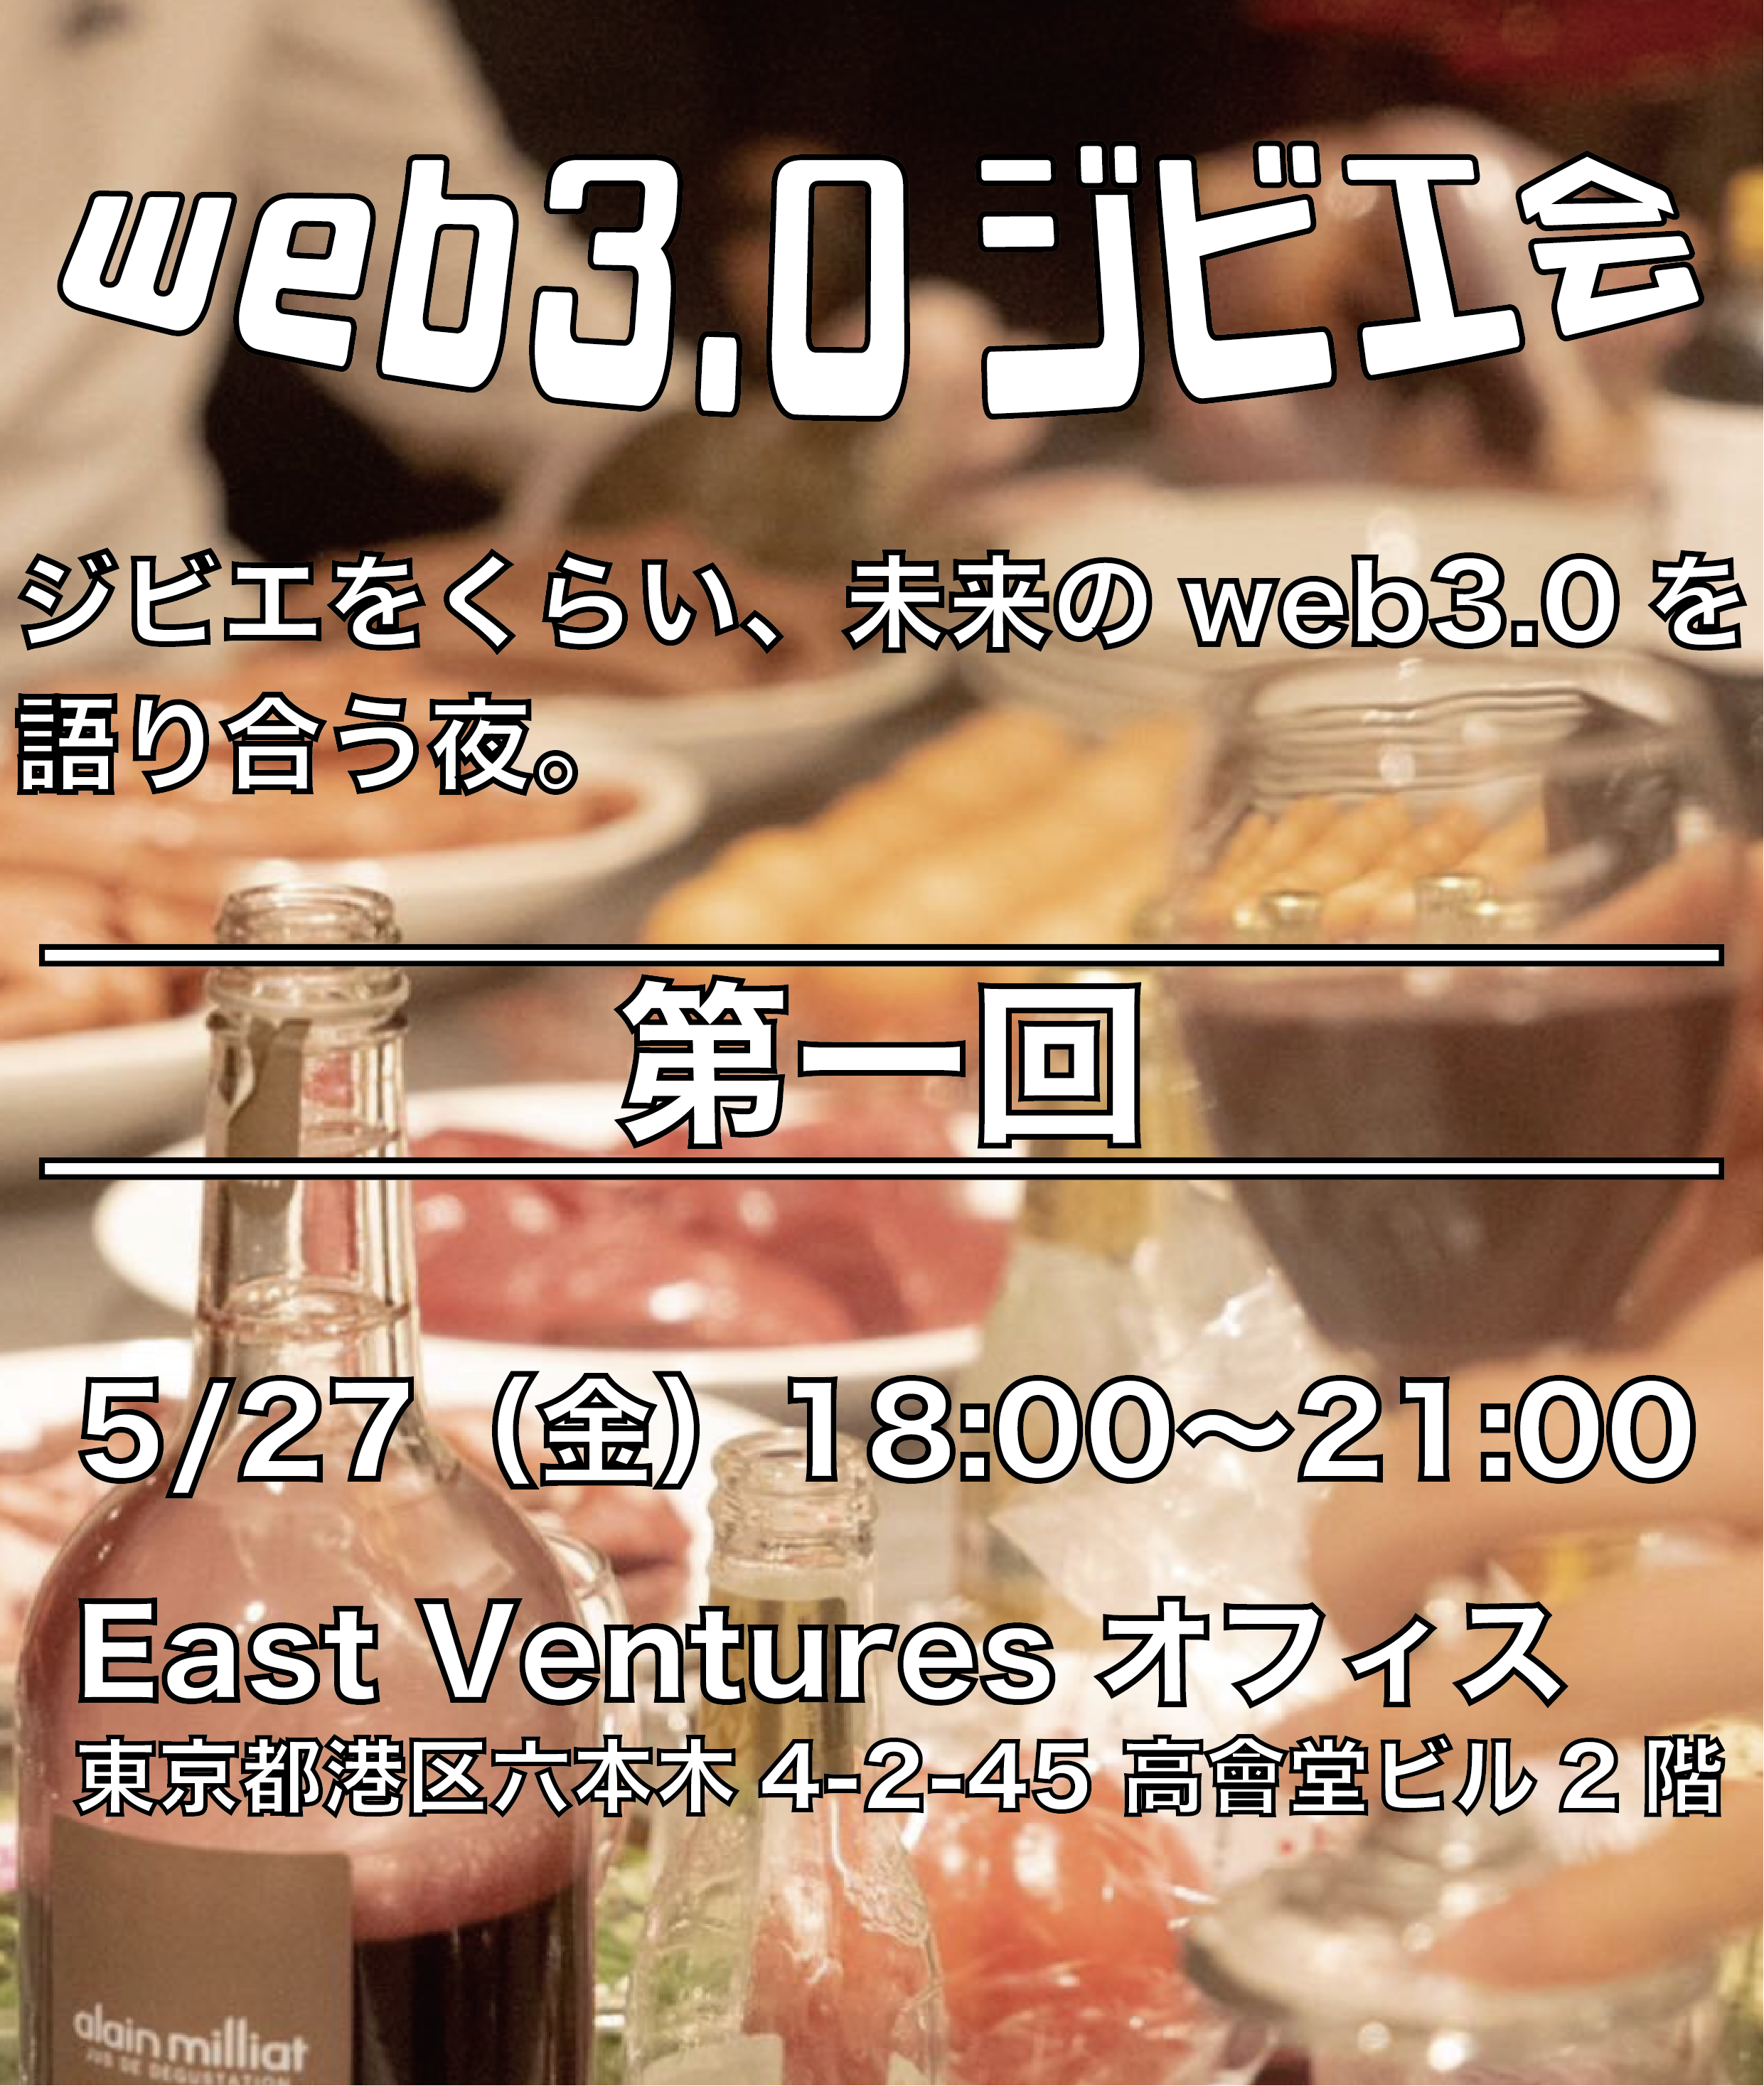 web3.0 ジビエ会
ジビエをくらい、未来の web3.0 を
語り合う夜。
第一回
5/27（金）18:00〜21:00
East Ventures オフィス
東京都港区六本木 4-2-45 高會堂ビル 2 階
alain milliat
JUS DE DEGUSTATION